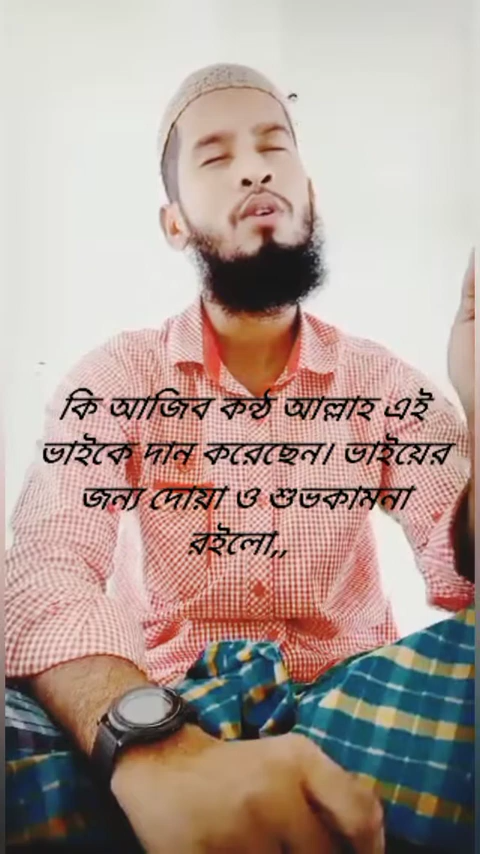 কি আজিব কন্ঠ আল্লাহ এই
ভাইকে দান করেছেন। ভাইয়ের
জন্য দোয়া ও শুভকামনা
রইলো,,